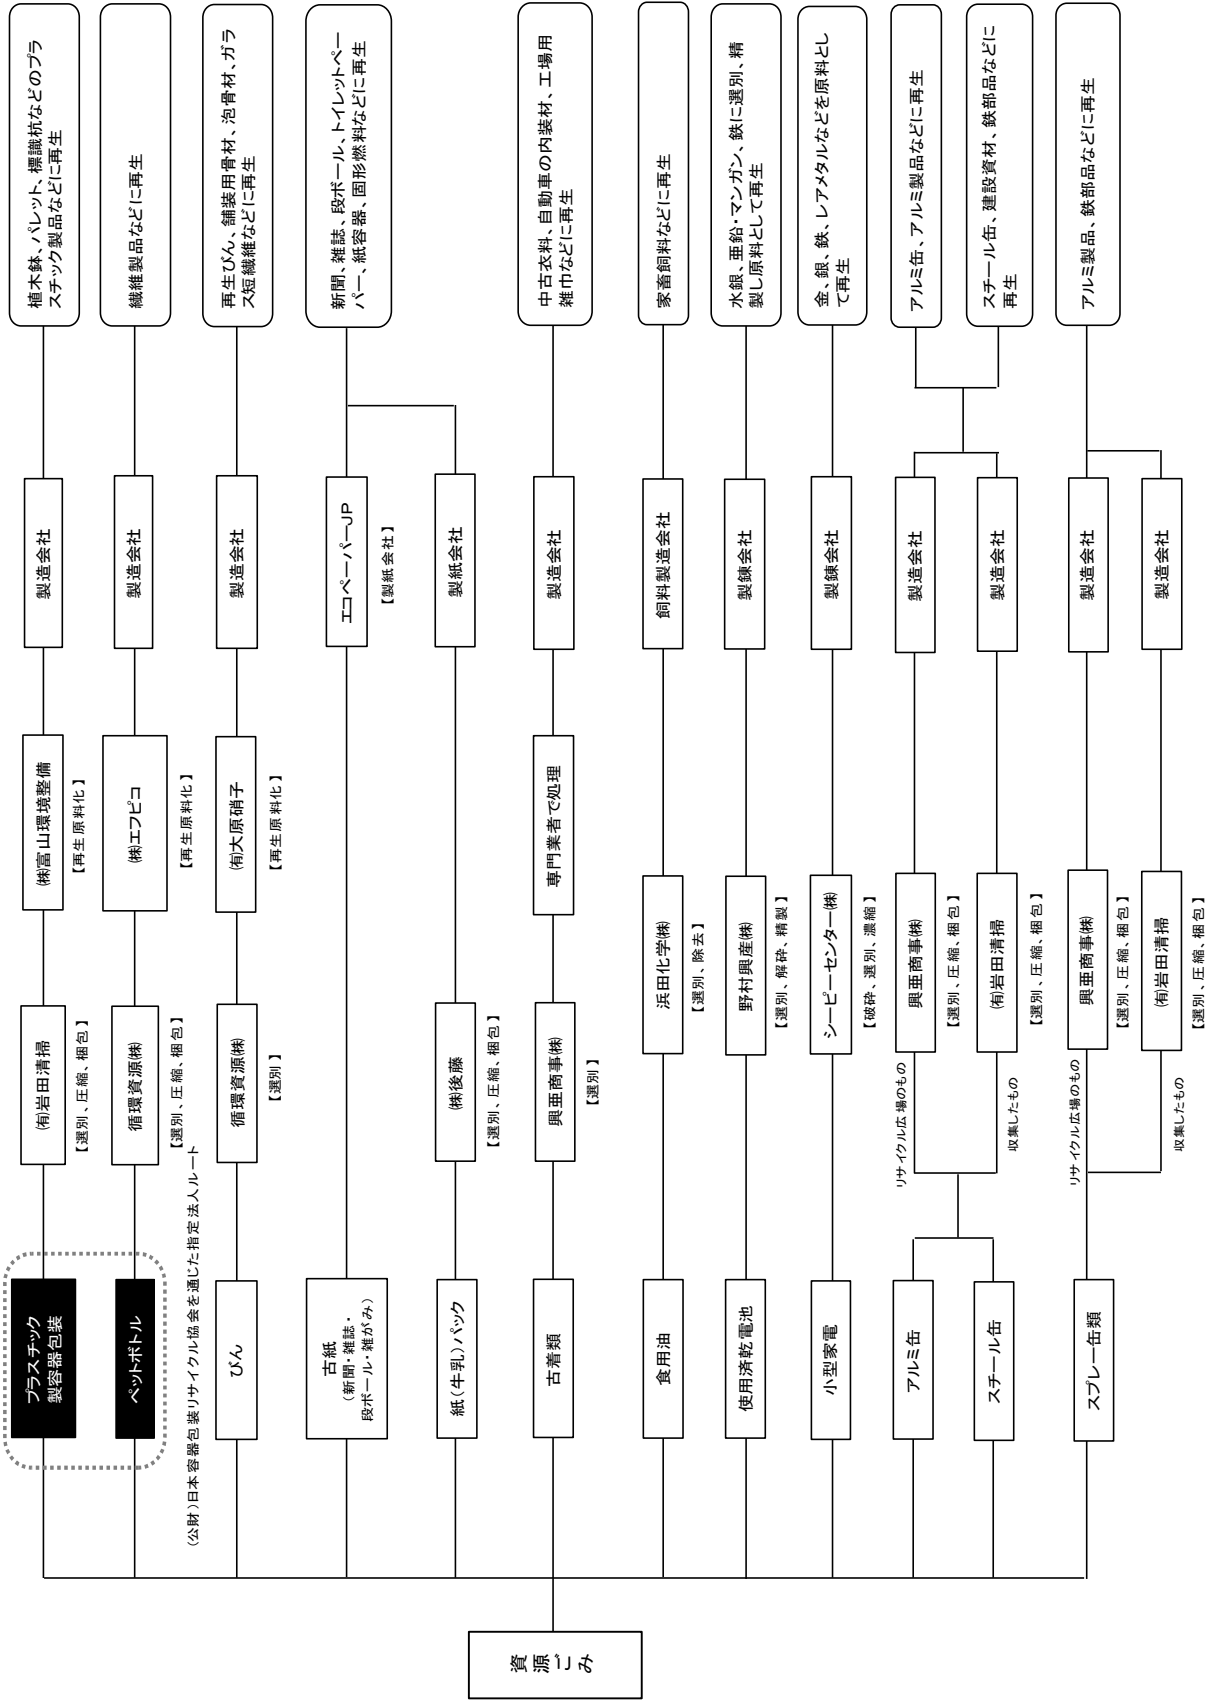 資源ごみ
プラスチック
製容器包装
(有)岩田清掃
【選別、圧縮、梱包】
(株)富山環境整備
【再生原料化】
製造会社
植木鉢、パレット、標識杭などのプラ
スチック製品などに再生
ペットボトル
循環資源(株)
【選別、圧縮、梱包】
(株)エフピコ
【再生原料化】
製造会社
繊維製品などに再生
(公財)日本容器包装リサイクル協会を通じた指定法人ルート
びん
循環資源(株)
【選別】
(有)大原硝子
【再生原料化】
製造会社
再生びん、舗装用骨材、泡骨材、ガラ
ス短繊維などに再生
古紙
(新聞・雑誌・
段ボール・雑がみ)
エコペーパーJP
【製紙会社】
新聞、雑誌、段ボール、トイレットペー
パー、紙容器、固形燃料などに再生
紙(牛乳)パック
(株)後藤
【選別、圧縮、梱包】
製紙会社
古着類
興亜商事(株)
【選別】
専門業者で処理
製造会社
中古衣料、自動車の内装材、工場用
雑巾などに再生
食用油
浜田化学(株)
【選別、除去】
飼料製造会社
家畜飼料などに再生
使用済乾電池
野村興産(株)
【選別、解砕、精製】
製錬会社
水銀、亜鉛・マンガン、鉄に選別、精
製し原料として再生
小型家電
シーピーセンター(株)
【破砕、選別、濃縮】
製錬会社
金、銀、鉄、レアメタルなどを原料とし
て再生
アルミ缶
リサイクル広場のもの
興亜商事(株)
【選別、圧縮、梱包】
製造会社
アルミ缶、アルミ製品などに再生
スチール缶
収集したもの
(有)岩田清掃
【選別、圧縮、梱包】
製造会社
スチール缶、建設資材、鉄部品などに
再生
スプレー缶類
リサイクル広場のもの
興亜商事(株)
【選別、圧縮、梱包】
製造会社
アルミ製品、鉄部品などに再生
収集したもの
(有)岩田清掃
【選別、圧縮、梱包】
製造会社